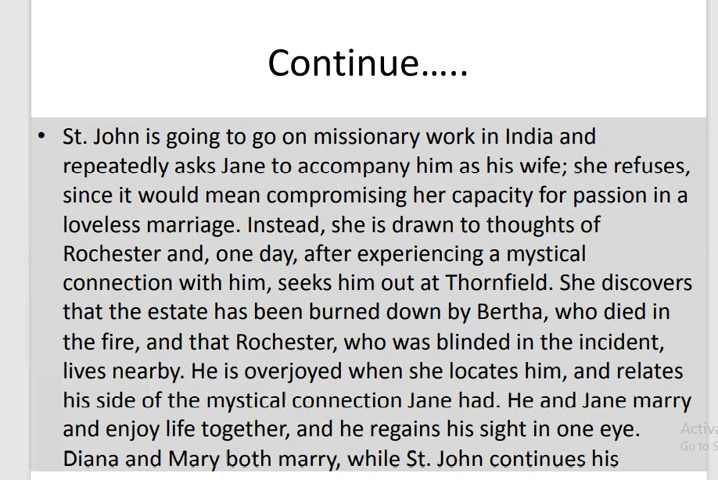 Continue…..
• St. John is going to go on missionary work in India and
repeatedly asks Jane to accompany him as his wife; she refuses,
since it would mean compromising her capacity for passion in a
loveless marriage. Instead, she is drawn to thoughts of
Rochester and, one day, after experiencing a mystical
connection with him, seeks him out at Thornfield. She discovers
that the estate has been burned down by Bertha, who died in
the fire, and that Rochester, who was blinded in the incident,
lives nearby. He is overjoyed when she locates him, and relates
his side of the mystical connection Jane had. He and Jane marry
and enjoy life together, and he regains his sight in one eye.
Diana and Mary both marry, while St. John continues his
Activa
Go to S